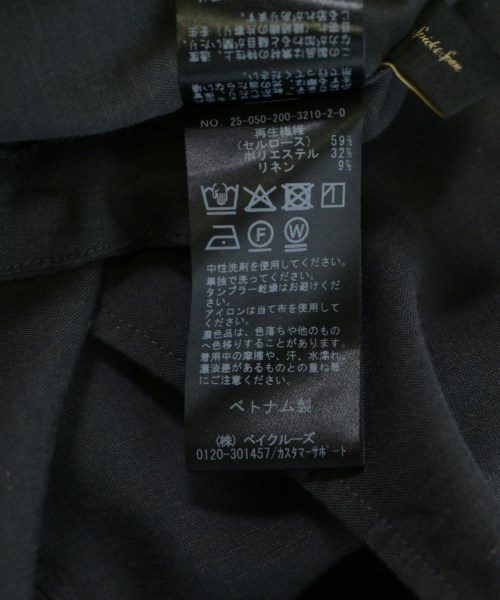 Spick & Span
NO. 25-050-200-3210-2-0
再生繊維
(セルロース) 59%
ポリエステル 32%
リネン 9%
F
W
中性洗剤を使用してください。
単独で洗ってください。
タンブラー乾燥はお避けくだ
さい。
アイロンは当て布を使用して
ください。
濃色品は、色落ちや他のもの
へ色移りすることがあります。
着用中の摩擦や、汗、水濡れ、
濃淡差があるものとの重ね着
にご注意ください。
ベトナム製
(株) ベイクルーズ
0120-301457/カスタマーサポート